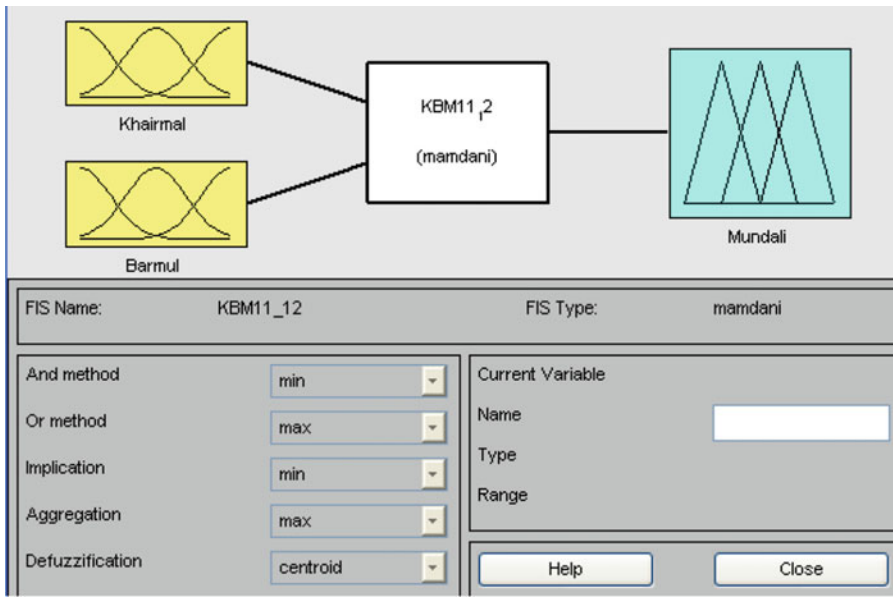 Khairmal
KBM11₁2
(mamdani)
Barmul
Mundali
FIS Name: KBM11_12 FIS Type: mamdani
And method min
Or method max
Implication min
Aggregation max
Defuzzification centroid
Current Variable
Name
Type
Range
Help Close